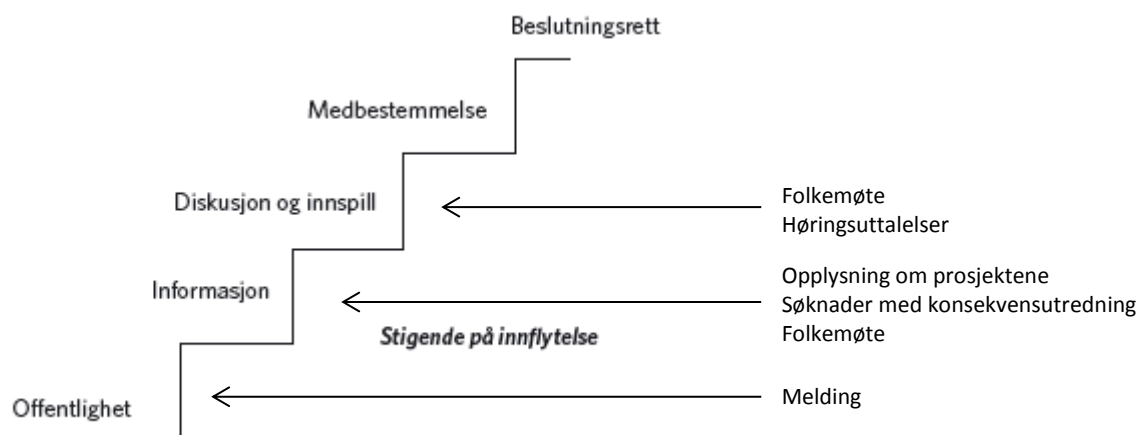 Beslutningsrett
Medbestemmelse
Diskusjon og innspill
Folkemøte
Høringsuttalelser
Informasjon
Opplysning om prosjektene
Søknader med konsekvensutredning
Folkemøte
Stigende på innflytelse
Offentlighet
Melding